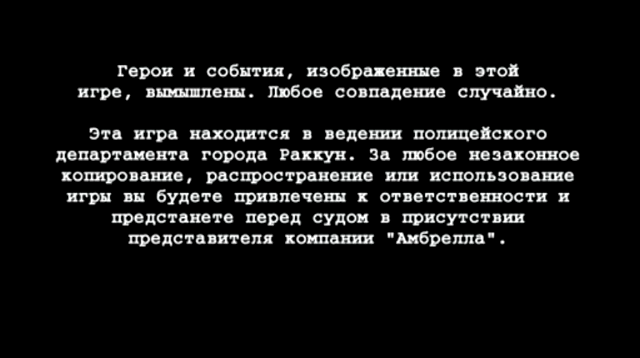 Герои и события, изображенные в этой
игре, вымышлены. Любое совпадение случайно.
Эта игра находится в ведении полицейского
департамента города Раккун. За любое незаконное
копирование, распространение или использование
игры вы будете привлечены к ответственности и
предстанете перед судом в присутствии
представителя компании "Амбрелла".